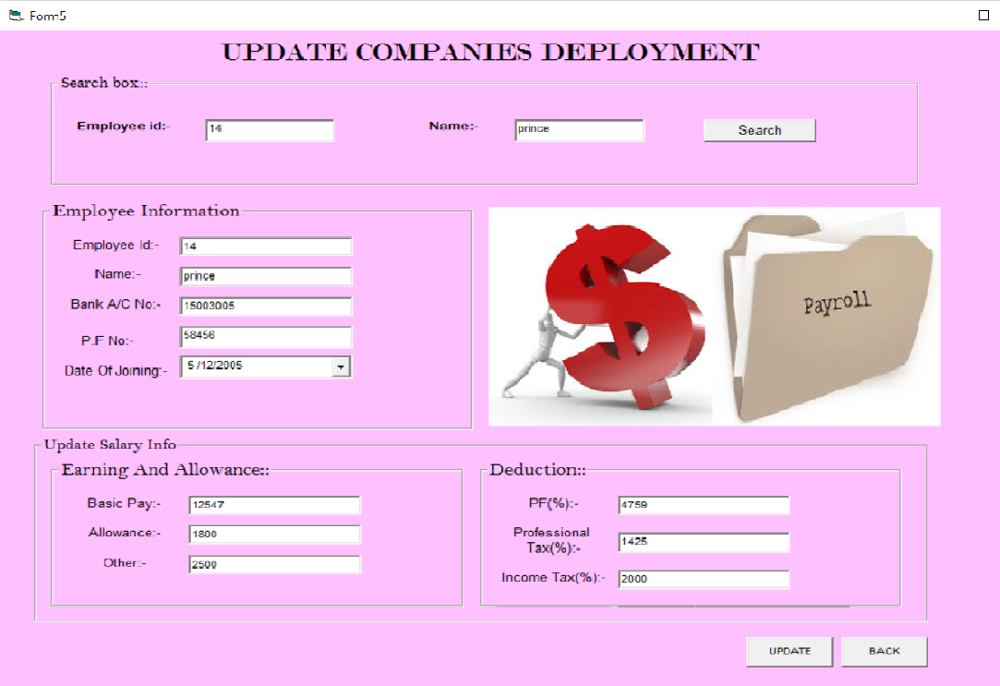 Form5
UPDATE COMPANIES DEPLOYMENT
Search box::
Employee id:- 14 Name:- prince Search
Employee Information
Employee Id:- 14
Name:- prince
Bank A/C No:- 15003005
P.F No:- 58456
Date Of Joining:- 5 /12/2005
Payroll
Update Salary Info
Earning And Allowance::
Basic Pay:- 12547
Allowance:- 1800
Other:- 2500
Deduction::
PF(%):- 4759
Professional
Tax(%):- 1425
Income Tax(%):- 2000
UPDATE BACK